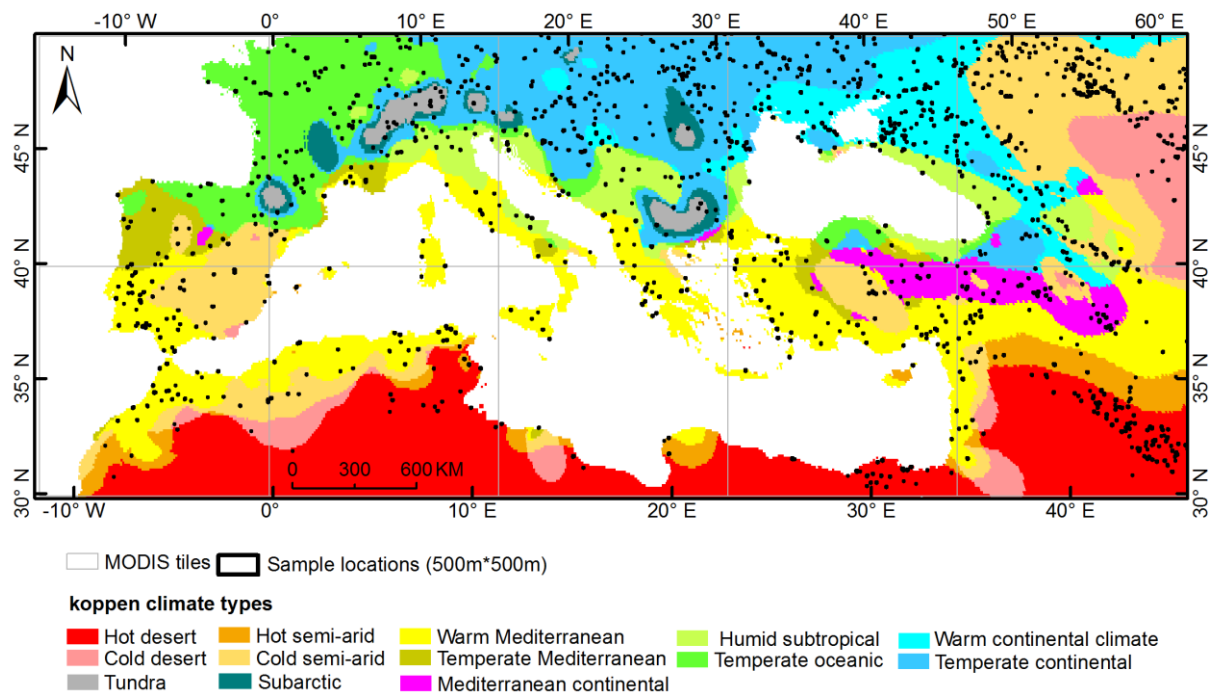 -10° W 0° 10° E 20° E 30° E 40° E 50° E 60° E
N
45° N 45° N
40° N 40° N
35° N 35° N
30° N 30° N
0 300 600 KM
-10° W 0° 10° E 20° E 30° E 40° E
MODIS tiles Sample locations (500m*500m)
koppen climate types
Hot desert Hot semi-arid Warm Mediterranean Humid subtropical Warm continental climate
Cold desert Cold semi-arid Temperate Mediterranean Temperate oceanic Temperate continental
Tundra Subarctic Mediterranean continental